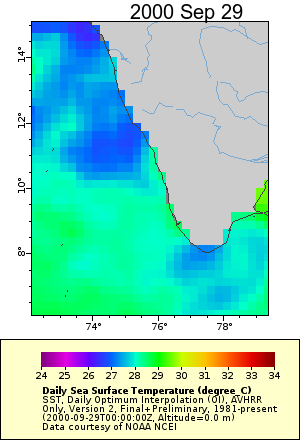 2000 Sep 29
14°
12°
10°
8°
74° 76° 78°
24 25 26 27 28 29 30 31 32 33 34
Daily Sea Surface Temperature (degree_C)
SST, Daily Optimum Interpolation (OI), AVHRR
Only, Version 2, Final+Preliminary, 1981-present
(2000-09-29T00:00:00Z, Altitude=0.0 m)
Data courtesy of NOAA NCEI